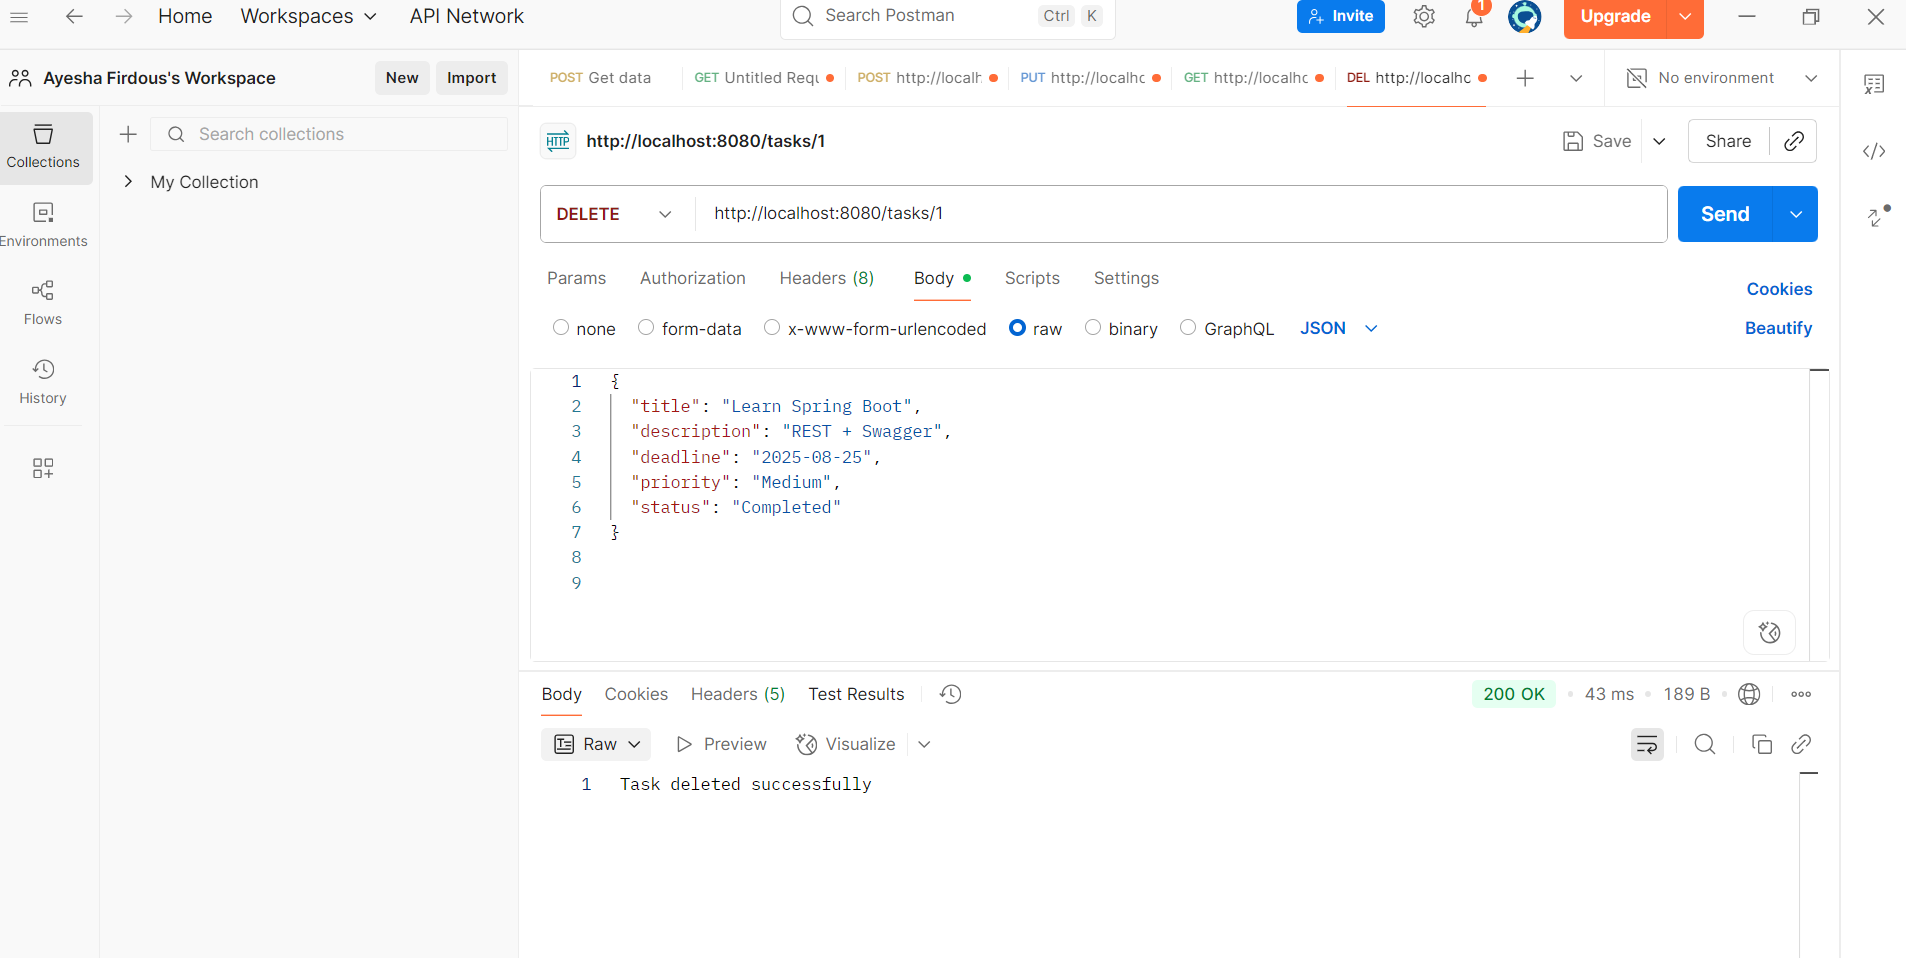 Home Workspaces API Network Search Postman Ctrl K Invite 1 Upgrade
Ayesha Firdous's Workspace New Import
POST Get data GET Untitled Requ POST http://localh PUT http://localhc GET http://localhc DEL http://localhc No environment
Collections
Environments
Flows
History
Search collections
My Collection
HTTP http://localhost:8080/tasks/1 Save Share
DELETE http://localhost:8080/tasks/1 Send
Params Authorization Headers (8) Body Scripts Settings Cookies
none form-data x-www-form-urlencoded raw binary GraphQL JSON Beautify
1 {
2 "title": "Learn Spring Boot",
3 "description": "REST + Swagger",
4 "deadline": "2025-08-25",
5 "priority": "Medium",
6 "status": "Completed"
7 }
8
9
Body Cookies Headers (5) Test Results 200 OK 43 ms 189 B
Raw Preview Visualize
1 Task deleted successfully